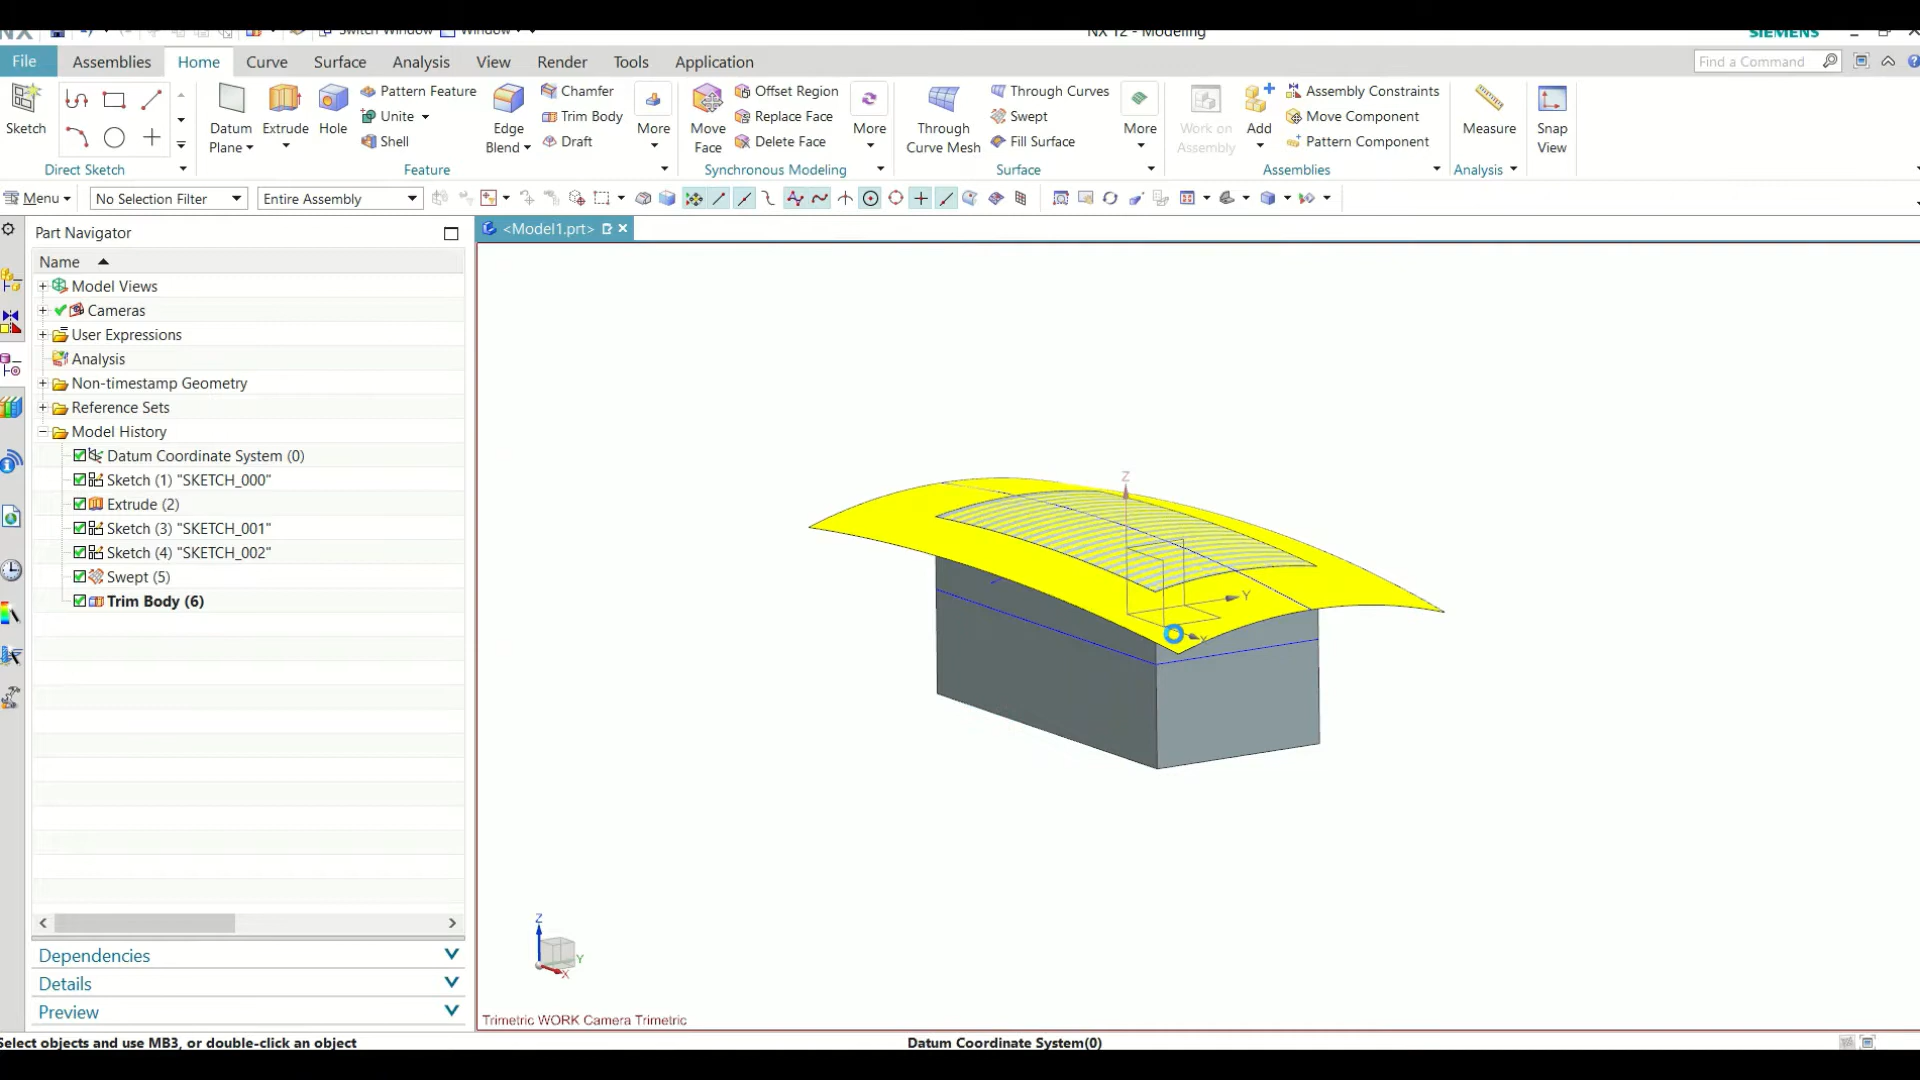 NX
Switch Window
Window
NX 12 - Modeling
SIEMENS
File
Assemblies
Home
Curve
Surface
Analysis
View
Render
Tools
Application
Find a Command
Sketch
Direct Sketch
Datum
Plane
Extrude
Hole
Pattern Feature
Unite
Shell
Edge
Blend
Chamfer
Trim Body
Draft
More
Feature
Move
Face
Offset Region
Replace Face
Delete Face
More
Synchronous Modeling
Through
Curve Mesh
Through Curves
Swept
Fill Surface
More
Surface
Work on
Assembly
Add
Assembly Constraints
Move Component
Pattern Component
Assemblies
Measure
Analysis
Snap
View
Menu
No Selection Filter
Entire Assembly
Part Navigator
<Model1.prt>
Name
Model Views
Cameras
User Expressions
Analysis
Non-timestamp Geometry
Reference Sets
Model History
Datum Coordinate System (0)
Sketch (1) "SKETCH_000"
Extrude (2)
Sketch (3) "SKETCH_001"
Sketch (4) "SKETCH_002"
Swept (5)
Trim Body (6)
Z
Y
Z
Y
X
Dependencies
Details
Preview
Trimetric WORK Camera Trimetric
Select objects and use MB3, or double-click an object
Datum Coordinate System(0)